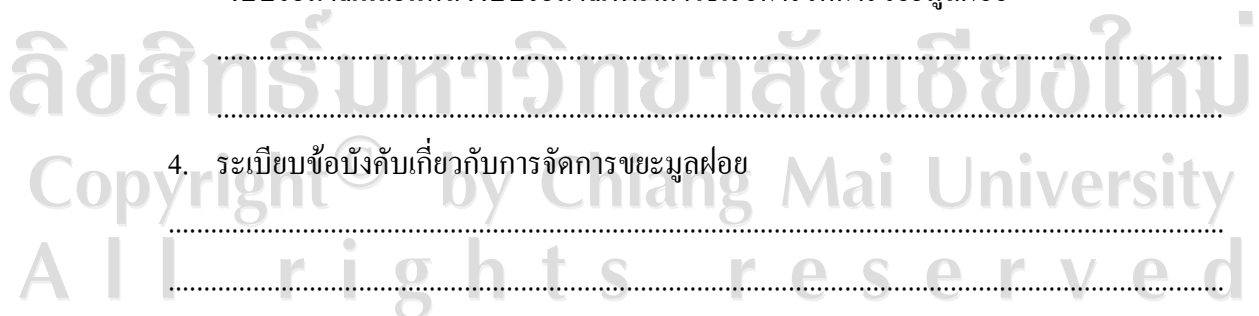 ......................................................................................................................................................
ลิขสิทธิ์มหาวิทยาลัยเชียงใหม่
......................................................................................................................................................
4. ระเบียบข้อบังคับเกี่ยวกับการจัดการขยะมูลฝอย
Copyright© by Chiang Mai University
......................................................................................................................................................
All rights reserved
......................................................................................................................................................